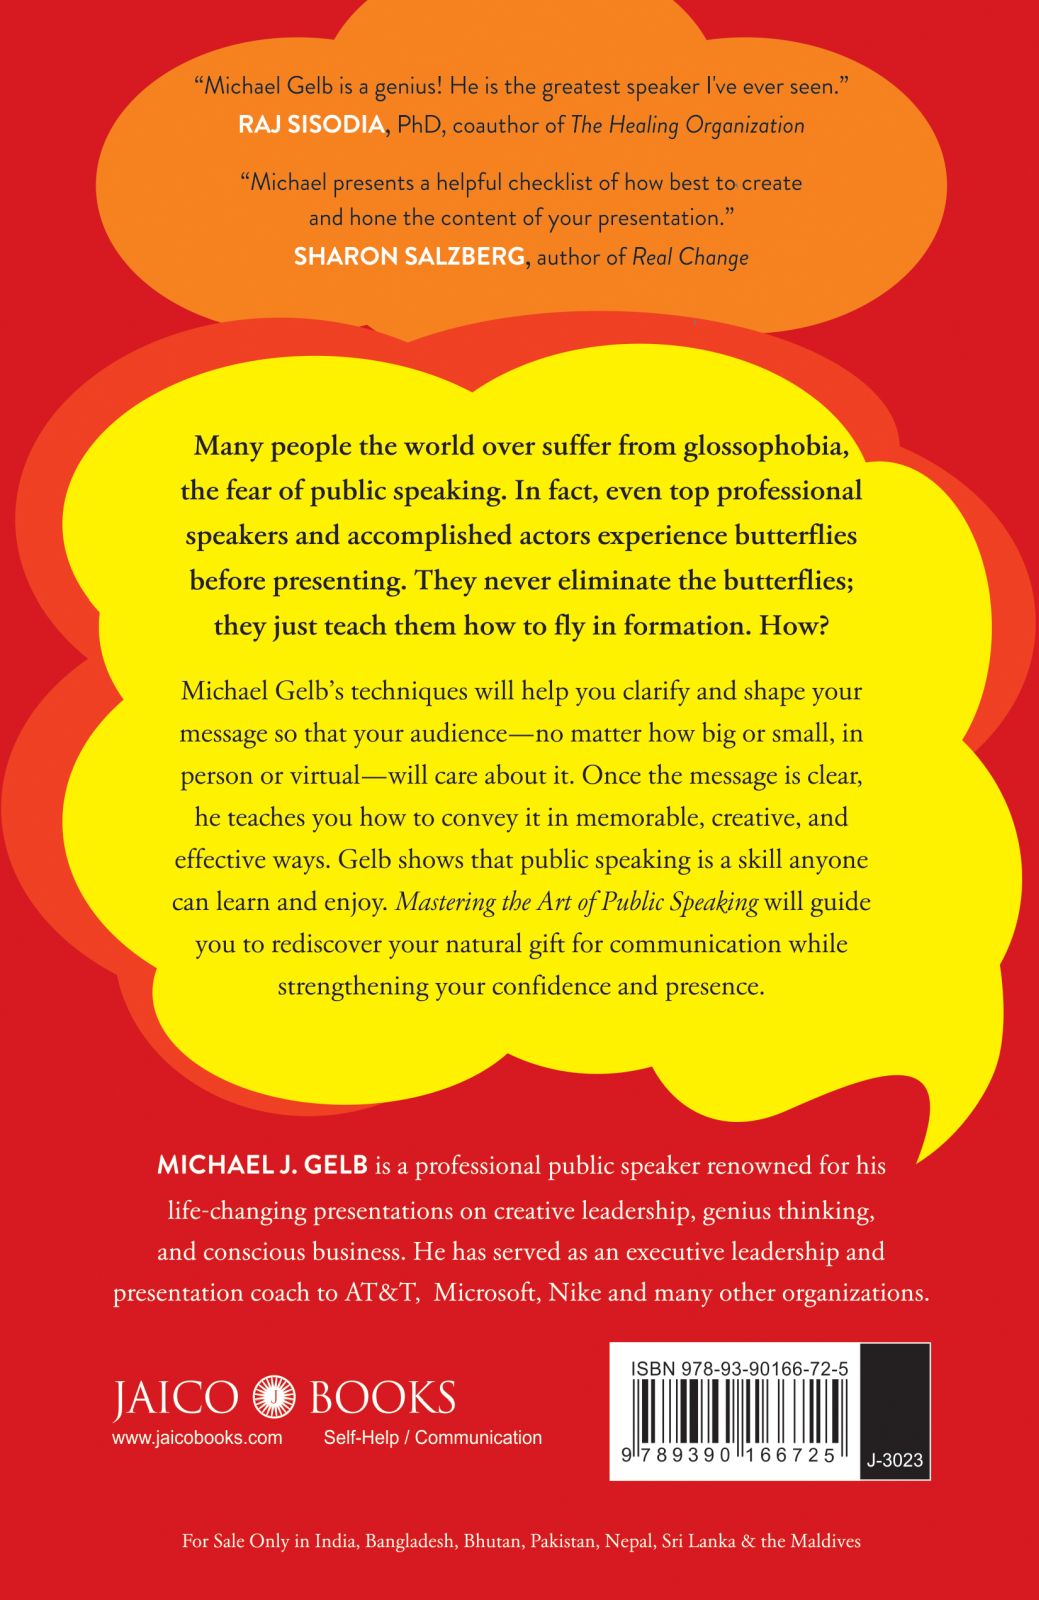 “Michael Gelb is a genius! He is the greatest speaker I've ever seen.”
RAJ SISODIA, PhD, coauthor of The Healing Organization
“Michael presents a helpful checklist of how best to create
and hone the content of your presentation.”
SHARON SALZBERG, author of Real Change
Many people the world over suffer from glossophobia,
the fear of public speaking. In fact, even top professional
speakers and accomplished actors experience butterflies
before presenting. They never eliminate the butterflies;
they just teach them how to fly in formation. How?
Michael Gelb’s techniques will help you clarify and shape your
message so that your audience—no matter how big or small, in
person or virtual—will care about it. Once the message is clear,
he teaches you how to convey it in memorable, creative, and
effective ways. Gelb shows that public speaking is a skill anyone
can learn and enjoy. Mastering the Art of Public Speaking will guide
you to rediscover your natural gift for communication while
strengthening your confidence and presence.
MICHAEL J. GELB is a professional public speaker renowned for his
life-changing presentations on creative leadership, genius thinking,
and conscious business. He has served as an executive leadership and
presentation coach to AT&T, Microsoft, Nike and many other organizations.
JAICO J BOOKS
www.jaicobooks.com Self-Help / Communication
ISBN 978-93-90166-72-5
9 789390 166725
J-3023
For Sale Only in India, Bangladesh, Bhutan, Pakistan, Nepal, Sri Lanka & the Maldives